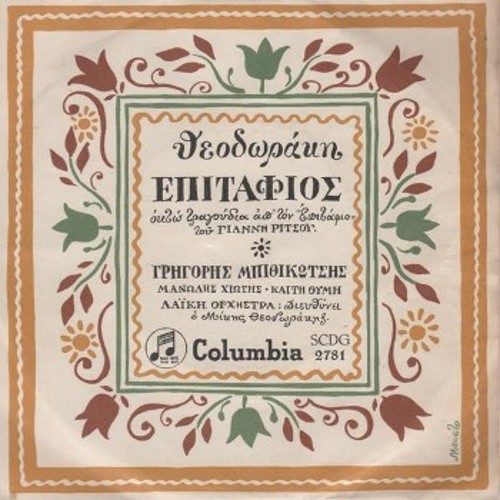 Θεοδωράκη
ΕΠΙΤΑΦΙΟΣ
οκτώ τραγούδια απ' τον Επιτάφιο
τοῦ ΓΙΑΝΝΗ ΡΙΤΣΟΥ.
ΓΡΗΓΟΡΗΣ ΜΠΙΘΙΚΩΤΣΗΣ
ΜΑΝΩΛΗΣ ΧΙΩΤΗΣ · ΚΑΙΤΗ ΘΥΜΗ
ΛΑΪΚΗ ΟΡΧΗΣΤΡΑ : Διευθύνει
ὁ Μίκης Θεοδωράκης.
Columbia SCDG
2781